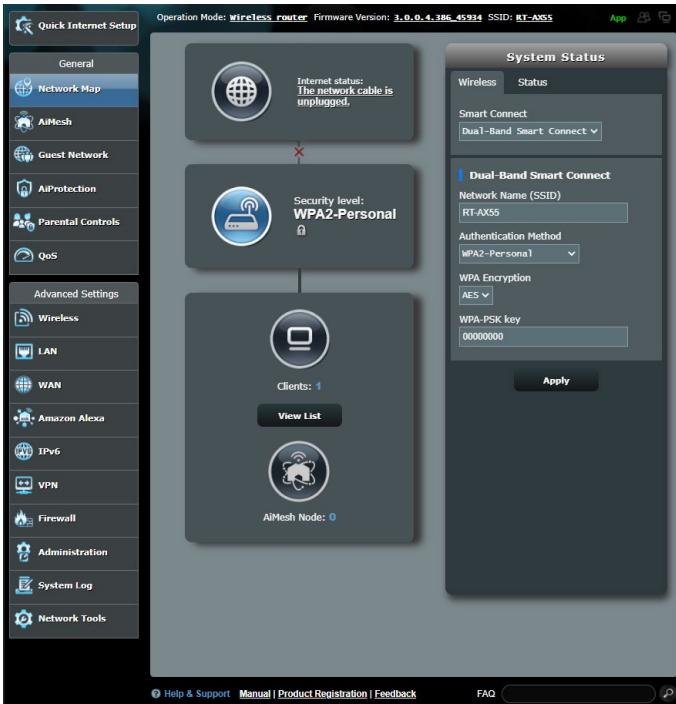 Quick Internet Setup
Operation Mode: Wireless router Firmware Version: 3.0.0.4.386_45934 SSID: RT-AX55
App
General
Network Map
AiMesh
Guest Network
AiProtection
Parental Controls
QoS
Advanced Settings
Wireless
LAN
WAN
Amazon Alexa
IPv6
VPN
Firewall
Administration
System Log
Network Tools
Internet status:
The network cable is
unplugged.
Security level:
WPA2-Personal
Clients: 1
View List
AiMesh Node: 0
System Status
Wireless Status
Smart Connect
Dual-Band Smart Connect
Dual-Band Smart Connect
Network Name (SSID)
RT-AX55
Authentication Method
WPA2-Personal
WPA Encryption
AES
WPA-PSK key
00000000
Apply
Help & Support Manual | Product Registration | Feedback
FAQ